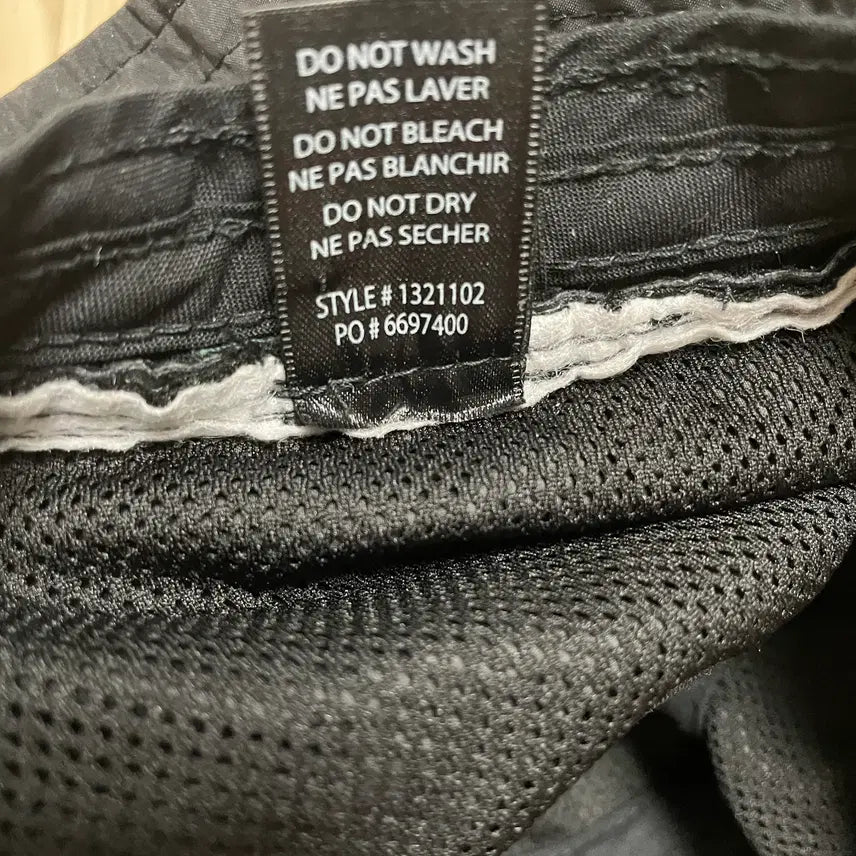 DO NOT WASH
NE PAS LAVER
DO NOT BLEACH
NE PAS BLANCHIR
DO NOT DRY
NE PAS SECHER
STYLE # 1321102
PO # 6697400